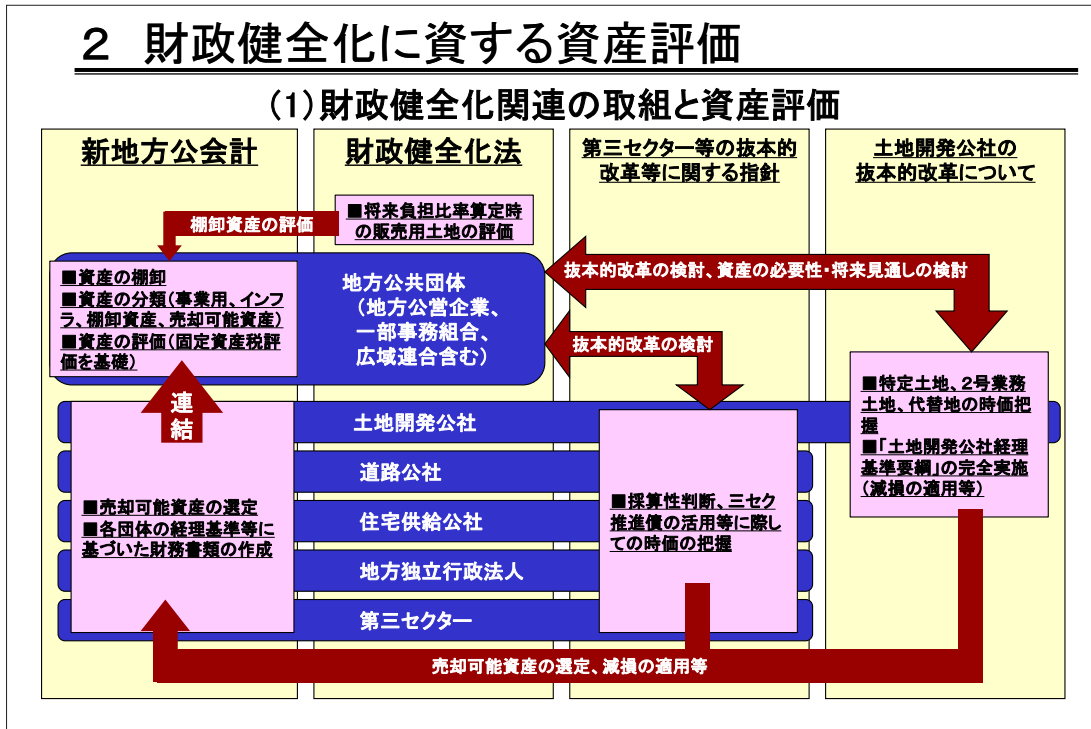 ２ 財政健全化に資する資産評価
(1)財政健全化関連の取組と資産評価
新地方公会計
財政健全化法
第三セクター等の抜本的
改革等に関する指針
土地開発公社の
抜本的改革について
棚卸資産の評価
■将来負担比率算定時
の販売用土地の評価
■資産の棚卸
■資産の分類(事業用、インフ
ラ、棚卸資産、売却可能資産)
■資産の評価(固定資産税評
価を基礎)
地方公共団体
(地方公営企業、
一部事務組合、
広域連合含む)
抜本的改革の検討、資産の必要性・将来見通しの検討
抜本的改革の検討
連
結
■特定土地、2号業務
土地、代替地の時価把
握
■「土地開発公社経理
基準要綱」の完全実施
(減損の適用等)
土地開発公社
道路公社
住宅供給公社
地方独立行政法人
第三セクター
■売却可能資産の選定
■各団体の経理基準等に
基づいた財務書類の作成
■採算性判断、三セク
推進債の活用等に際し
ての時価の把握
売却可能資産の選定、減損の適用等